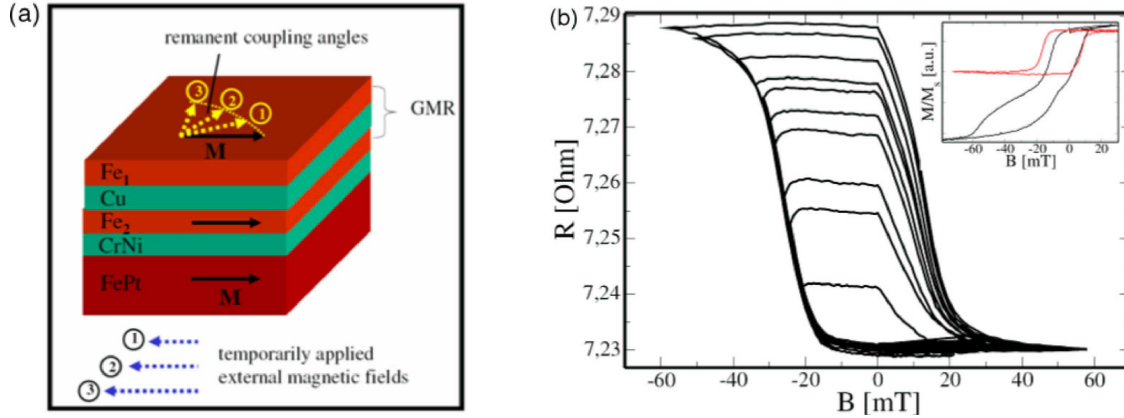 (a)
remanent coupling angles
3
2
1
GMR
M
Fe1
Cu
Fe2
CrNi
FePt
M
1
2
3
temporarily applied
external magnetic fields
(b)
7,29
7,28
7,27
7,26
7,25
7,24
7,23
R [Ohm]
-60 -40 -20 0 20 40 60
B [mT]
M/Ms [a.u.]
-60 -40 -20 0 20
B [mT]